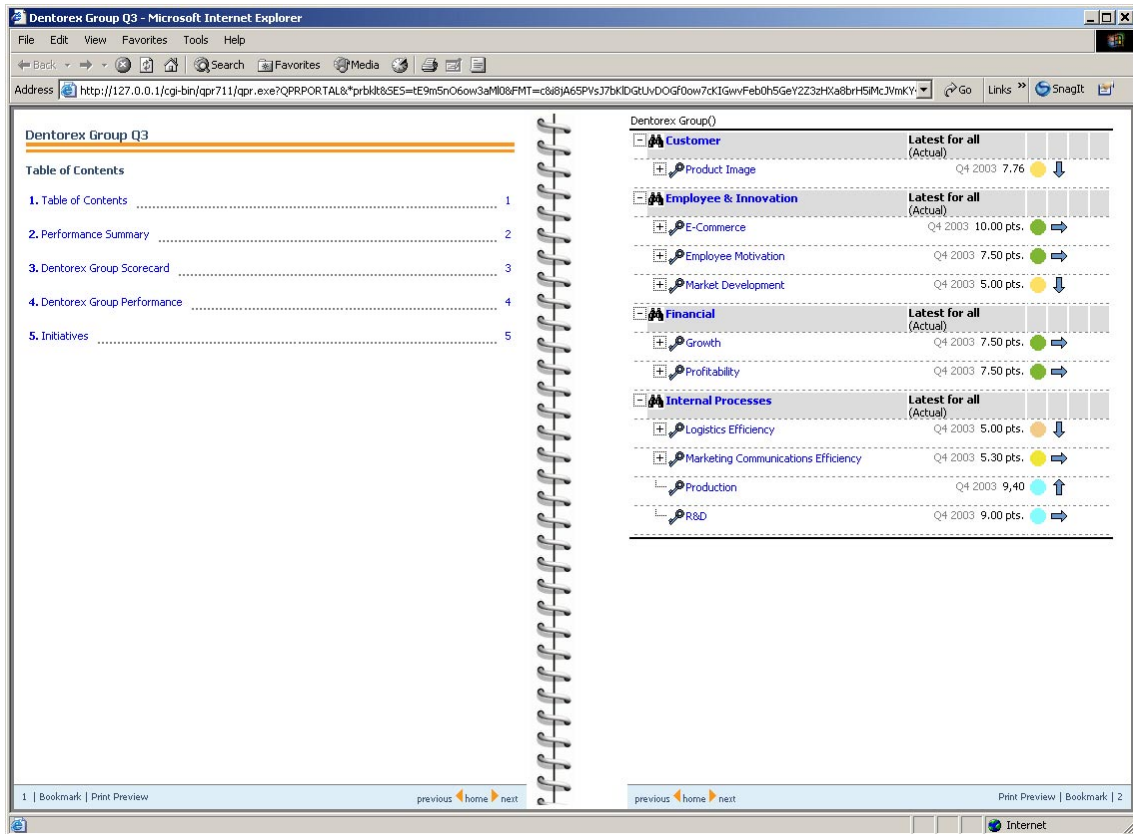 Dentorex Group Q3 - Microsoft Internet Explorer
File Edit View Favorites Tools Help
Back Search Favorites Media
Address http://127.0.0.1/cgi-bin/qpr711/qpr.exe? Go Links » SnagIt
Dentorex Group Q3
Table of Contents
1. Table of Contents 1
2. Performance Summary 2
3. Dentorex Group Scorecard 3
4. Dentorex Group Performance 4
5. Initiatives 5
1 | Bookmark | Print Preview previous home next
Dentorex Group()
Customer Latest for all
(Actual)
Product Image Q4 2003 7.76
Employee & Innovation Latest for all
(Actual)
E-Commerce Q4 2003 10.00 pts.
Employee Motivation Q4 2003 7.50 pts.
Market Development Q4 2003 5.00 pts.
Financial Latest for all
(Actual)
Growth Q4 2003 7.50 pts.
Profitability Q4 2003 7.50 pts.
Internal Processes Latest for all
(Actual)
Logistics Efficiency Q4 2003 5.00 pts.
Marketing Communications Efficiency Q4 2003 5.30 pts.
Production Q4 2003 9,40
R&D Q4 2003 9.00 pts.
previous home next Print Preview | Bookmark | 2
Internet